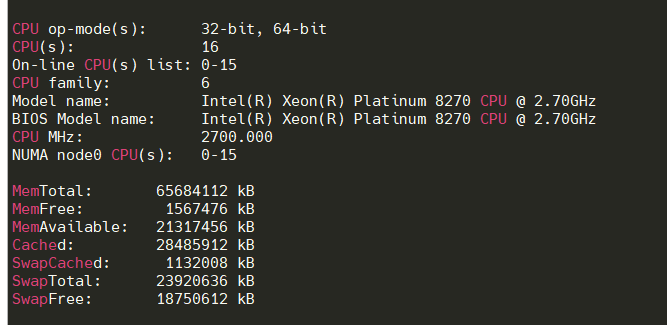 CPU op-mode(s): 32-bit, 64-bit
CPU(s): 16
On-line CPU(s) list: 0-15
CPU family: 6
Model name: Intel(R) Xeon(R) Platinum 8270 CPU @ 2.70GHz
BIOS Model name: Intel(R) Xeon(R) Platinum 8270 CPU @ 2.70GHz
CPU MHz: 2700.000
NUMA node0 CPU(s): 0-15
MemTotal: 65684112 kB
MemFree: 1567476 kB
MemAvailable: 21317456 kB
Cached: 28485912 kB
SwapCached: 1132008 kB
SwapTotal: 23920636 kB
SwapFree: 18750612 kB